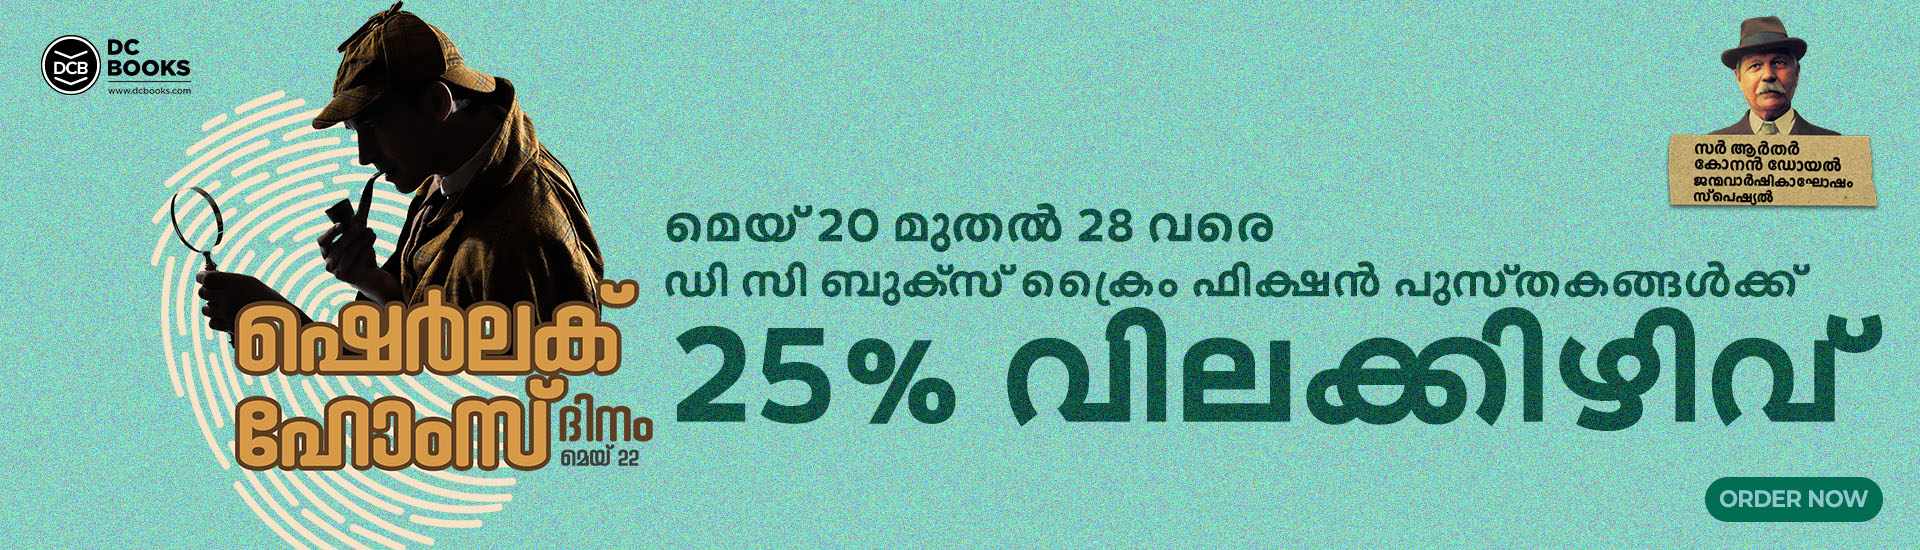 DCB
DC
BOOKS
www.dcbooks.com
സർ ആർതർ
കോനൻ ഡോയൽ
ജന്മവാർഷികാഘോഷം
സ്പെഷ്യൽ
മെയ് 20 മുതൽ 28 വരെ
ഡി സി ബുക്സ് ക്രൈം ഫിക്ഷൻ പുസ്തകങ്ങൾക്ക്
25% വിലക്കിഴിവ്
ഷെർലക്
ഹോംസ് ദിനം
മെയ് 22
ORDER NOW